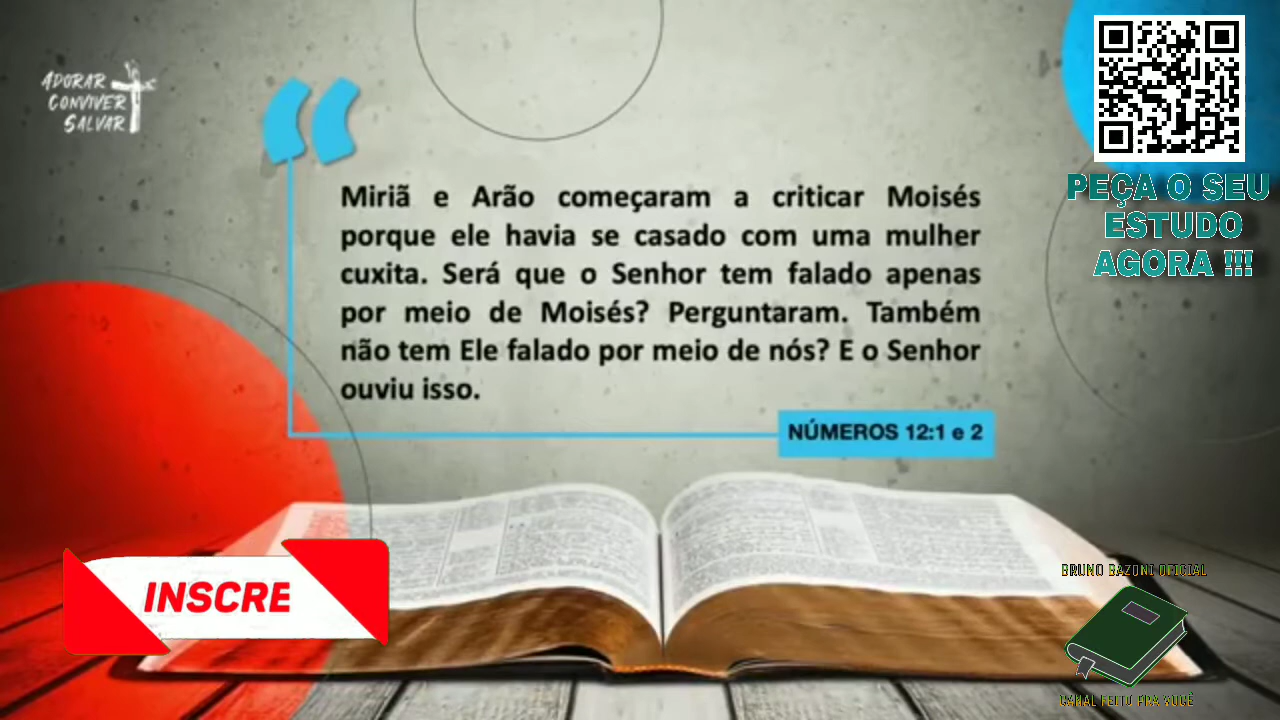 ADORAR
CONVIVER
SALVAR
Miriã e Arão começaram a criticar Moisés
porque ele havia se casado com uma mulher
cuxita. Será que o Senhor tem falado apenas
por meio de Moisés? Perguntaram. Também
não tem Ele falado por meio de nós? E o Senhor
ouviu isso.
NÚMEROS 12:1 e 2
PEÇA O SEU
ESTUDO
AGORA !!!
INSCRE
BRUNO BAZONI OFICIAL
CANAL FEITO PRA VOCÊ